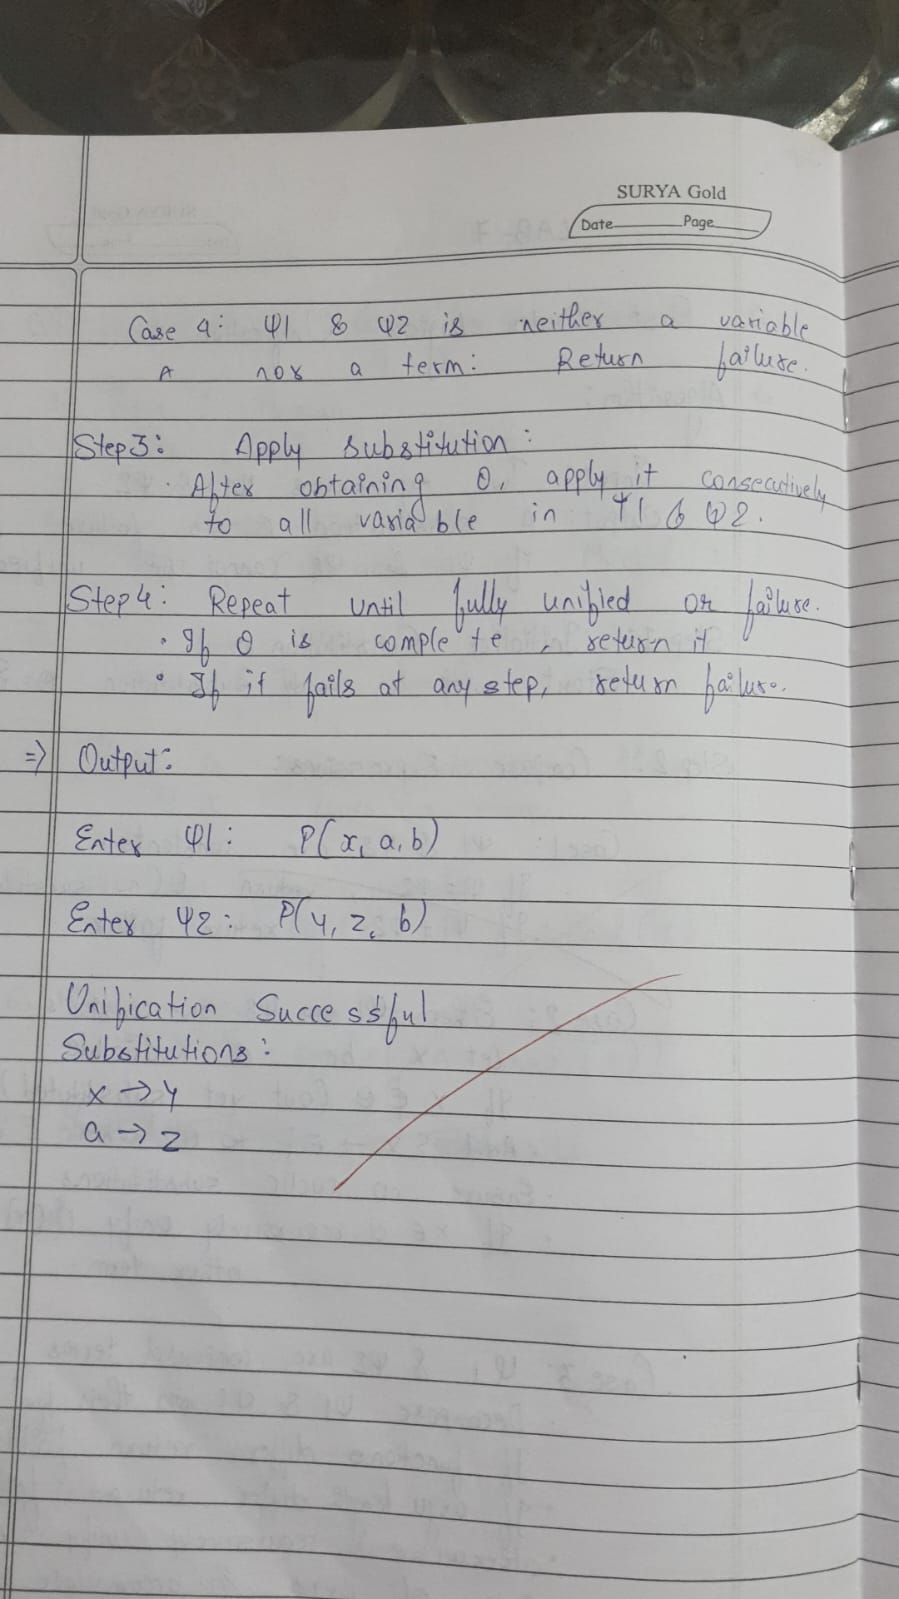 SURYA Gold
Date Page
Case 4: Ψ1 & Ψ2 is neither a variable
nor a term: Return failure.
Step3: Apply substitution:
· After obtaining θ, apply it consecutively
to all variable in Ψ1 & Ψ2.
Step4: Repeat until fully unified or failure.
· If θ is complete, return it
· If it fails at any step, return failure.
=> Output:
Enter Ψ1: P(x, a, b)
Enter Ψ2: P(y, z, b)
Unification Successful
Substitutions:
x → y
a → z